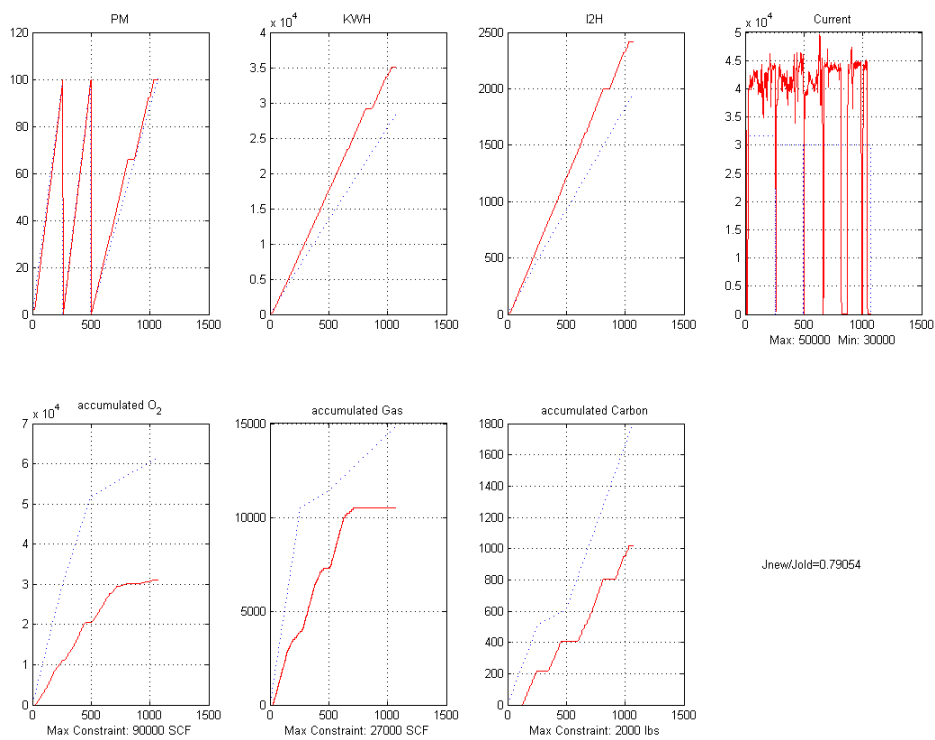 PM
120
100
80
60
40
20
0
0 500 1000 1500
KWH
x 10^4
4
3.5
3
2.5
2
1.5
1
0.5
0
0 500 1000 1500
I2H
2500
2000
1500
1000
500
0
0 500 1000 1500
Current
x 10^4
5
4.5
4
3.5
3
2.5
2
1.5
1
0.5
0
0 500 1000 1500
Max: 50000 Min: 30000
accumulated O2
x 10^4
7
6
5
4
3
2
1
0
0 500 1000 1500
Max Constraint: 90000 SCF
accumulated Gas
15000
10000
5000
0
0 500 1000 1500
Max Constraint: 27000 SCF
accumulated Carbon
1800
1600
1400
1200
1000
800
600
400
200
0
0 500 1000 1500
Max Constraint: 2000 lbs
Jnew/Jold=0.79054